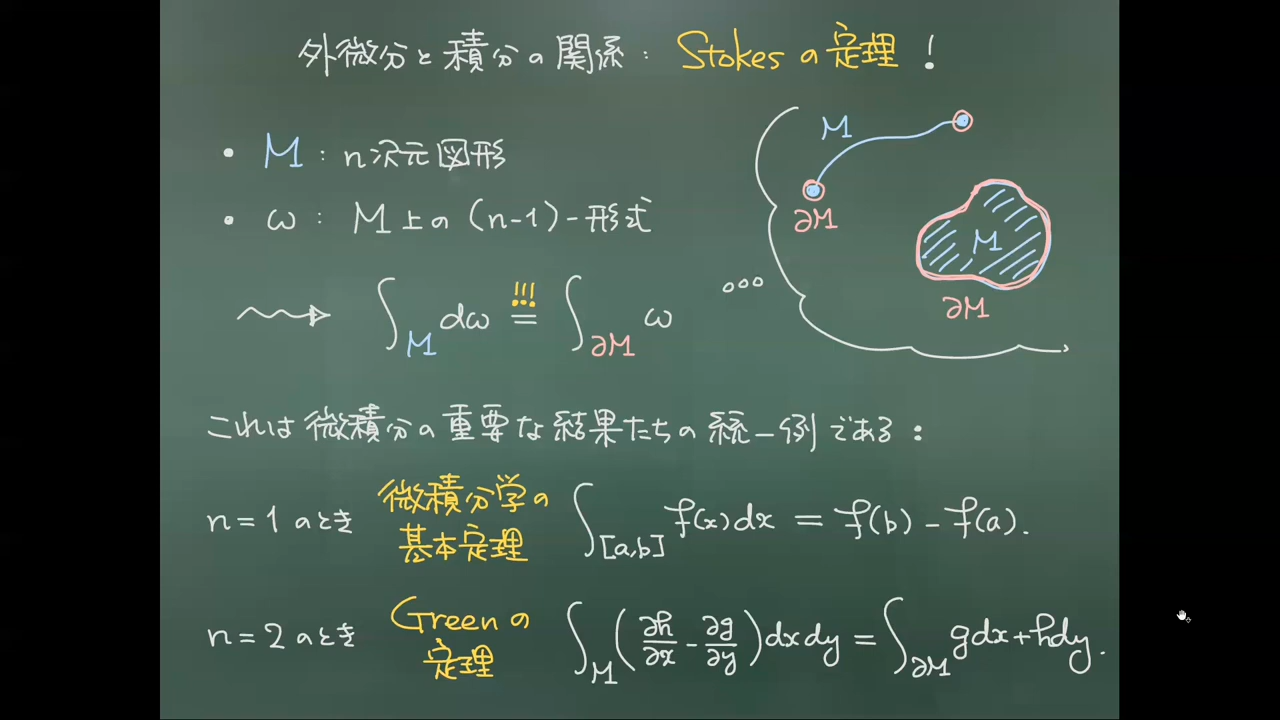 外微分と積分の関係: Stokesの定理!
• M : n次元図形
• ω : M上の(n-1)-形式
∫_M dω = ∫_∂M ω
!!!
M
∂M
M
∂M
これは微積分の重要な結果たちの統一例である:
n=1のとき 微積分学の基本定理 ∫_[a,b] f(x)dx = f(b) - f(a).
n=2のとき Greenの定理 ∫_M (∂h/∂x - ∂g/∂y) dxdy = ∫_∂M gdx+hdy.